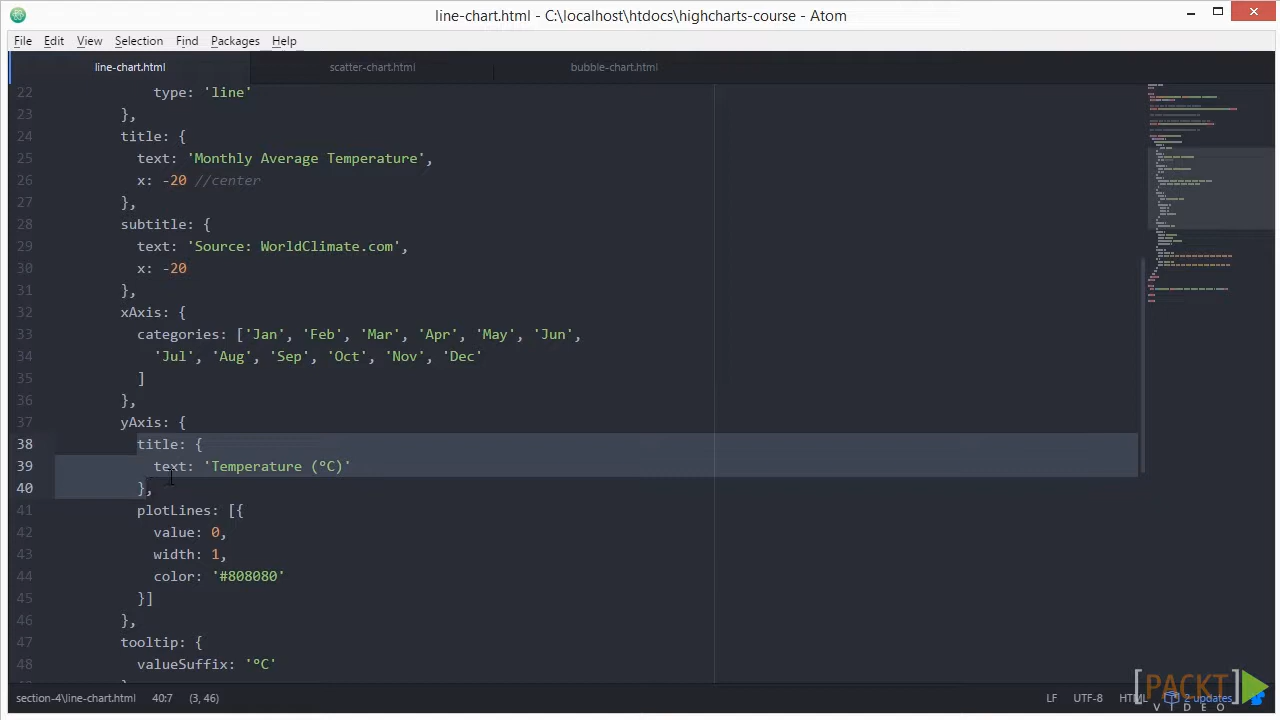 line-chart.html - C:\localhost\htdocs\highcharts-course - Atom
File Edit View Selection Find Packages Help
line-chart.html scatter-chart.html bubble-chart.html
22 type: 'line'
23 },
24 title: {
25 text: 'Monthly Average Temperature',
26 x: -20 //center
27 },
28 subtitle: {
29 text: 'Source: WorldClimate.com',
30 x: -20
31 },
32 xAxis: {
33 categories: ['Jan', 'Feb', 'Mar', 'Apr', 'May', 'Jun',
34 'Jul', 'Aug', 'Sep', 'Oct', 'Nov', 'Dec'
35 ]
36 },
37 yAxis: {
38 title: {
39 text: 'Temperature (°C)'
40 },
41 plotLines: [{
42 value: 0,
43 width: 1,
44 color: '#808080'
45 }]
46 },
47 tooltip: {
48 valueSuffix: '°C'
section-4\line-chart.html 40:7 (3, 46) LF UTF-8 HTML 2 updates
[PACKT]
VIDEO